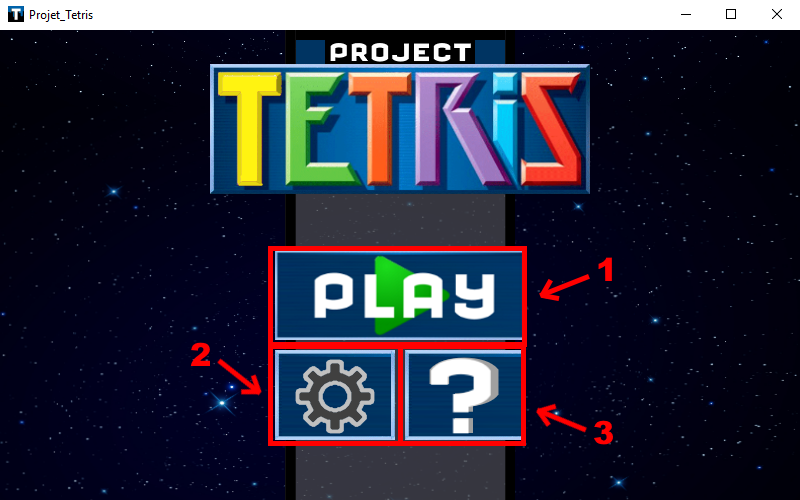 Projet_Tetris
PROJECT
TETRiS
PLAY
1
2
?
3